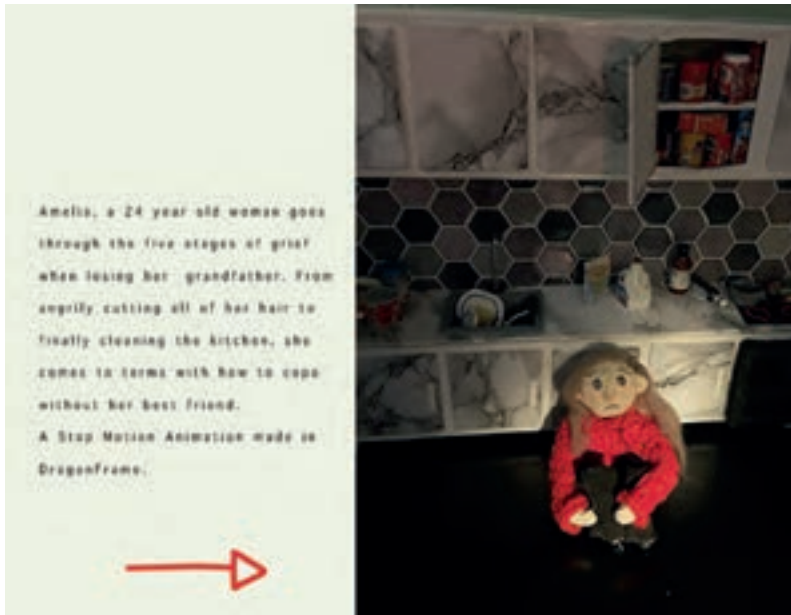 Amelia, a 24 year old woman goes
through the five stages of grief
when losing her grandfather. From
angrily cutting all of her hair to
finally cleaning the kitchen, she
comes to terms with how to cope
without her best friend.
A Stop Motion Animation made in
DragonFrame.